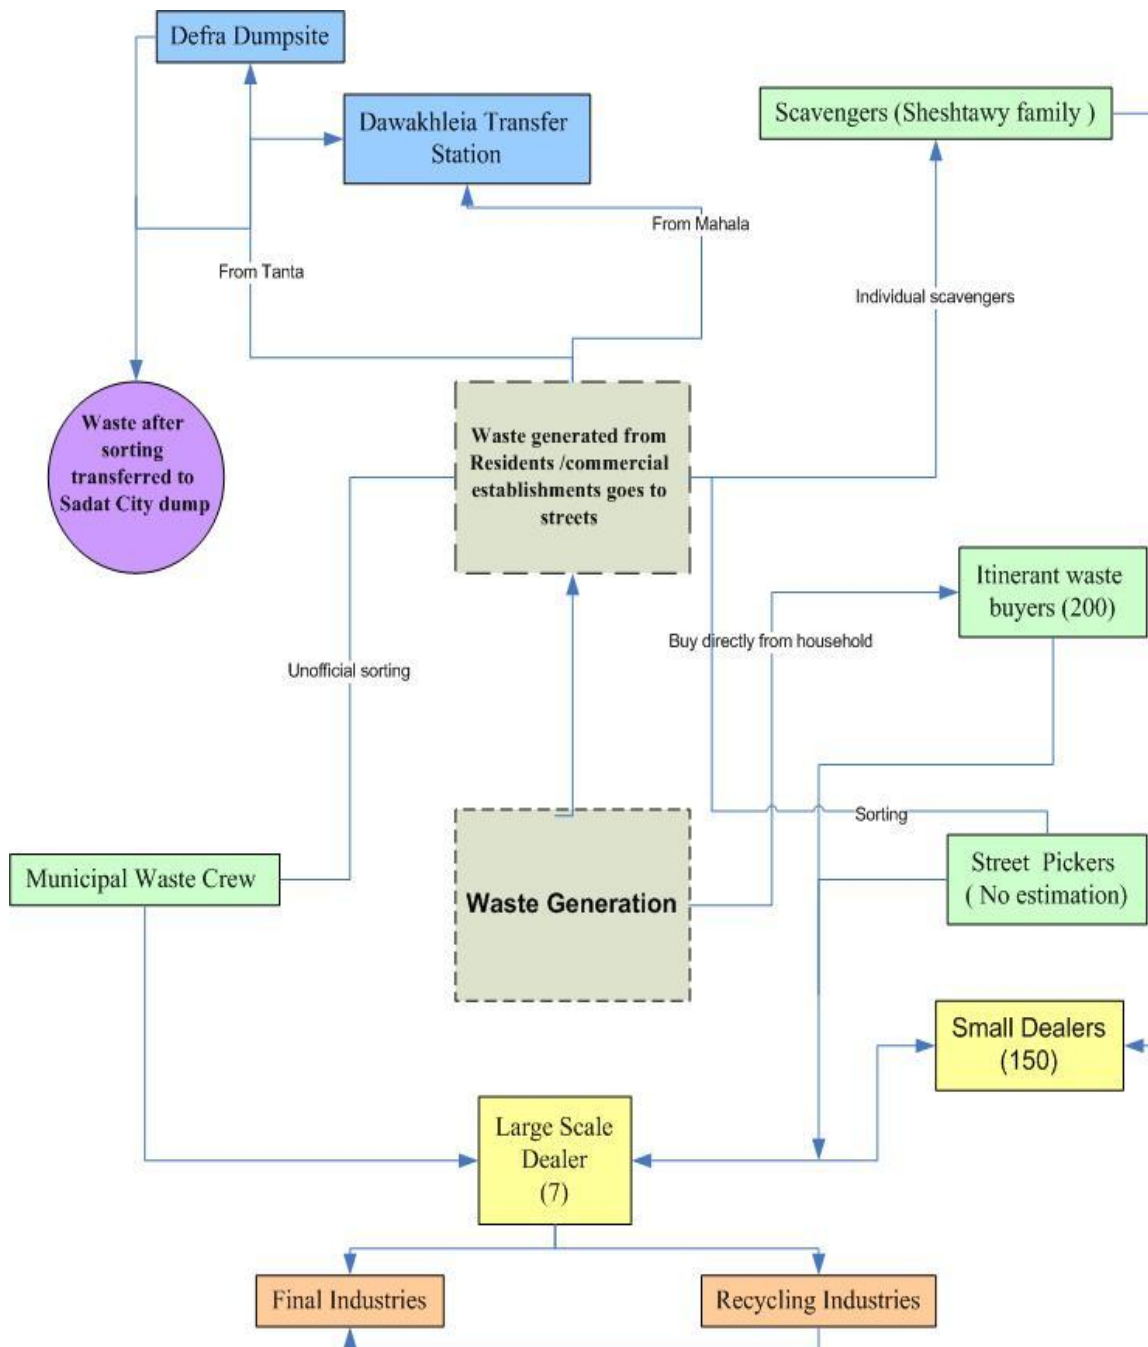 Defra Dumpsite
Dawakhleia Transfer
Station
Scavengers (Sheshtawy family )
From Mahala
From Tanta
Individual scavengers
Waste after
sorting
transferred to
Sadat City dump
Waste generated from
Residents /commercial
establishments goes to
streets
Itinerant waste
buyers (200)
Buy directly from household
Unofficial sorting
Sorting
Street Pickers
( No estimation)
Municipal Waste Crew
Waste Generation
Small Dealers
(150)
Large Scale
Dealer
(7)
Final Industries
Recycling Industries